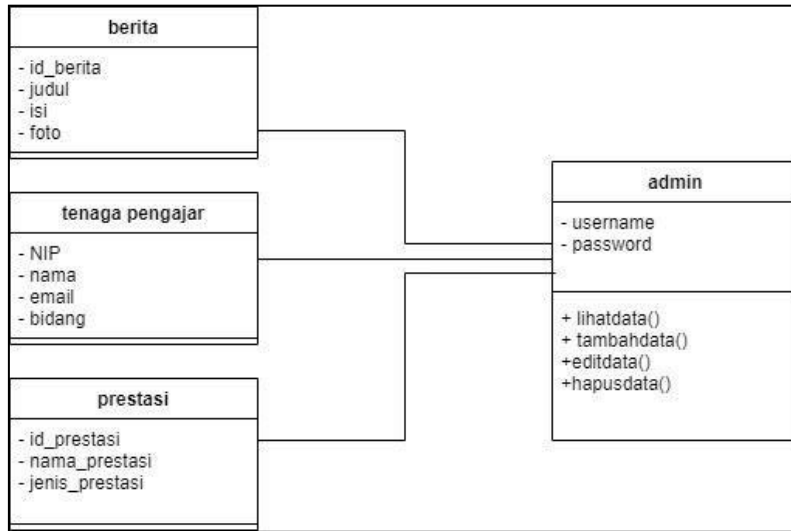 berita
- id_berita
- judul
- isi
- foto
tenaga pengajar
- NIP
- nama
- email
- bidang
prestasi
- id_prestasi
- nama_prestasi
- jenis_prestasi
admin
- username
- password
+ lihatdata()
+ tambahdata()
+editdata()
+hapusdata()